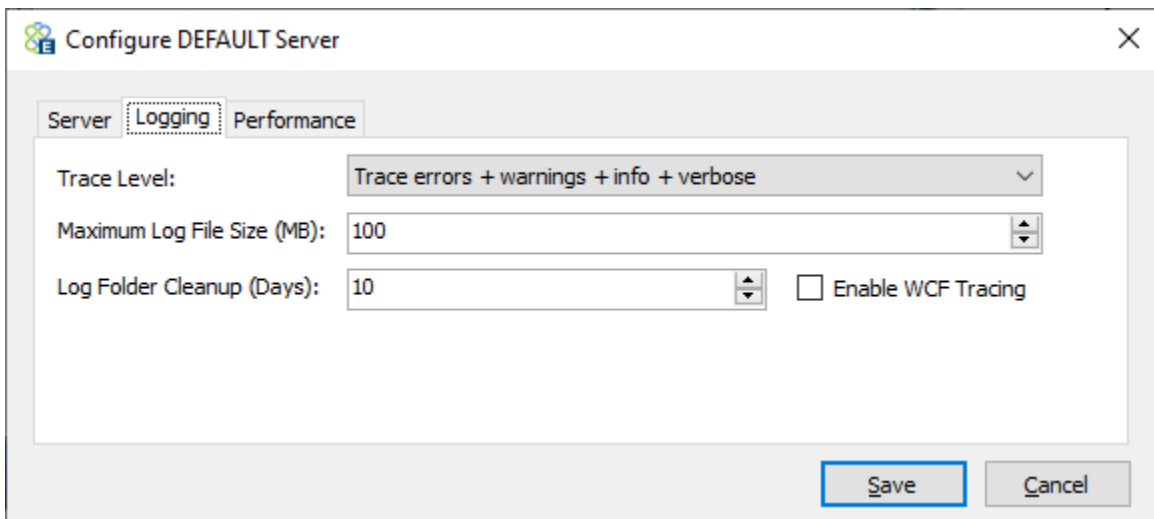 Configure DEFAULT Server
Server Logging Performance
Trace Level: Trace errors + warnings + info + verbose
Maximum Log File Size (MB): 100
Log Folder Cleanup (Days): 10 Enable WCF Tracing
Save Cancel